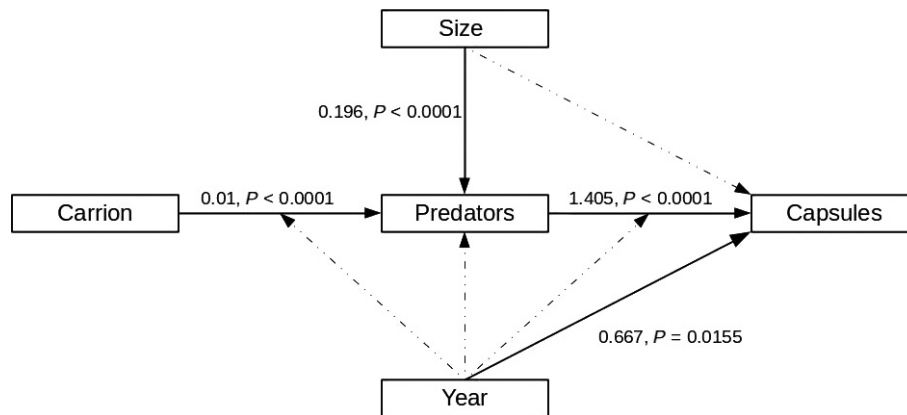 Size
0.196, P < 0.0001
Carrion
0.01, P < 0.0001
Predators
1.405, P < 0.0001
Capsules
0.667, P = 0.0155
Year